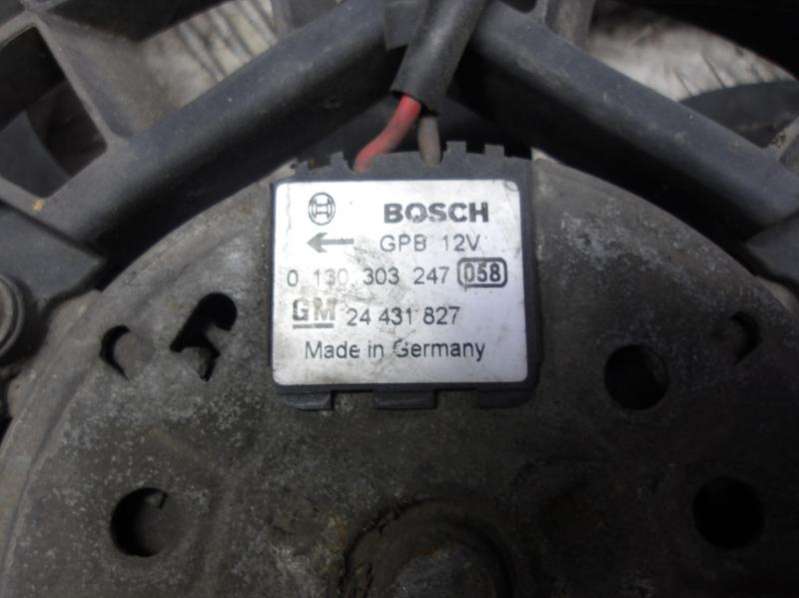 BOSCH
GPB 12V
0 130 303 247 058
GM 24 431 827
Made in Germany